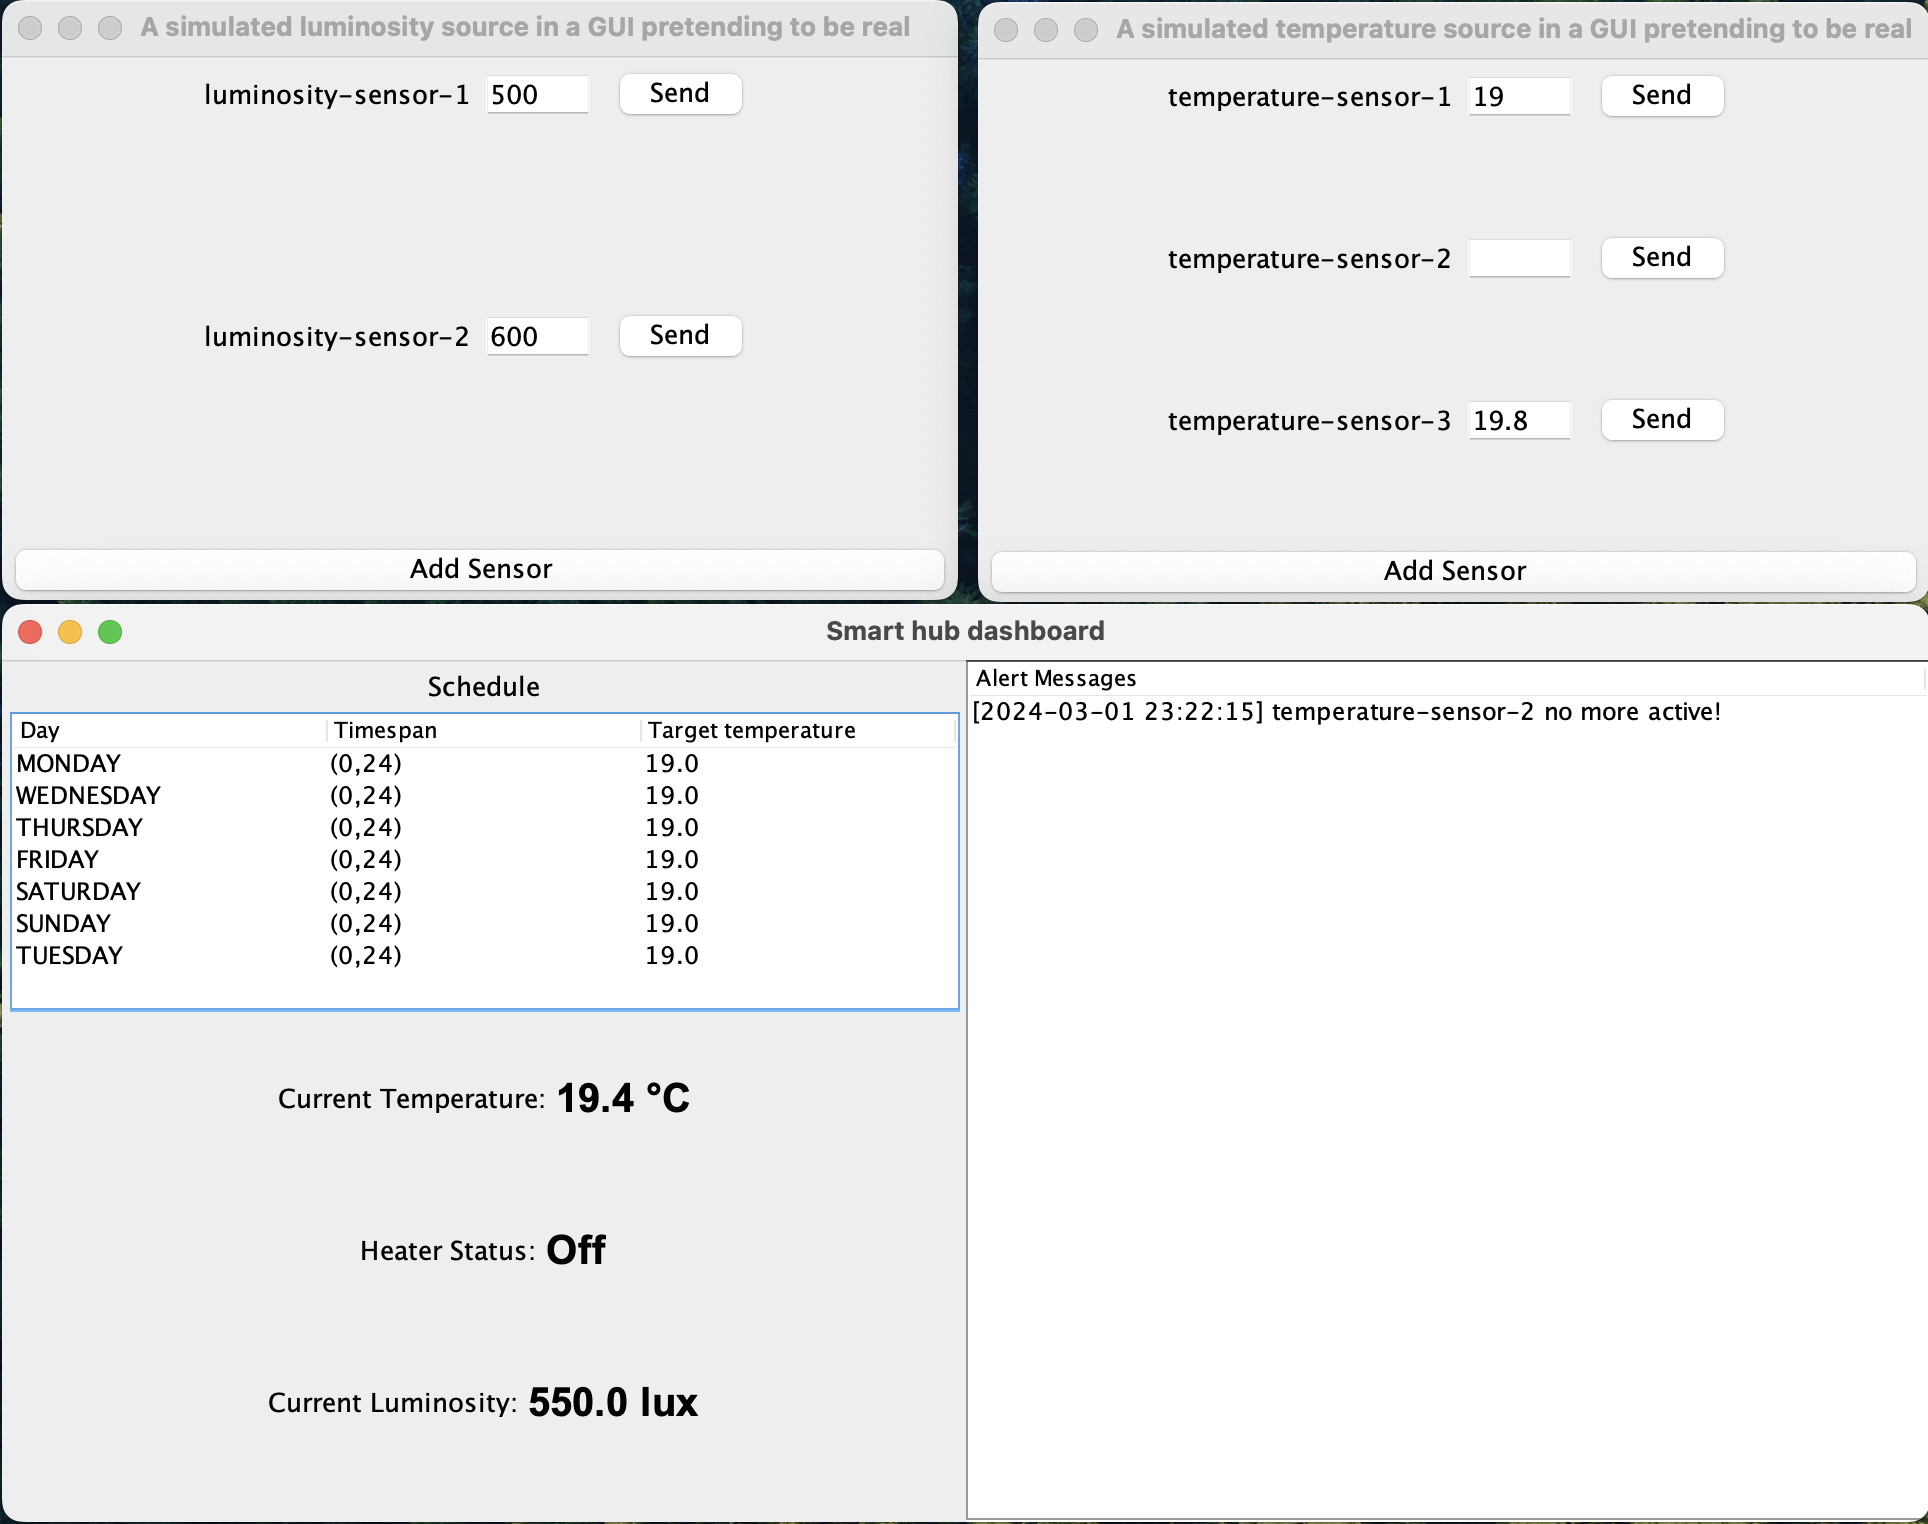 A simulated luminosity source in a GUI pretending to be real
luminosity-sensor-1 500 Send
luminosity-sensor-2 600 Send
Add Sensor
A simulated temperature source in a GUI pretending to be real
temperature-sensor-1 19 Send
temperature-sensor-2 Send
temperature-sensor-3 19.8 Send
Add Sensor
Smart hub dashboard
Schedule
Day Timespan Target temperature
MONDAY (0,24) 19.0
WEDNESDAY (0,24) 19.0
THURSDAY (0,24) 19.0
FRIDAY (0,24) 19.0
SATURDAY (0,24) 19.0
SUNDAY (0,24) 19.0
TUESDAY (0,24) 19.0
Current Temperature: 19.4 °C
Heater Status: Off
Current Luminosity: 550.0 lux
Alert Messages
[2024-03-01 23:22:15] temperature-sensor-2 no more active!